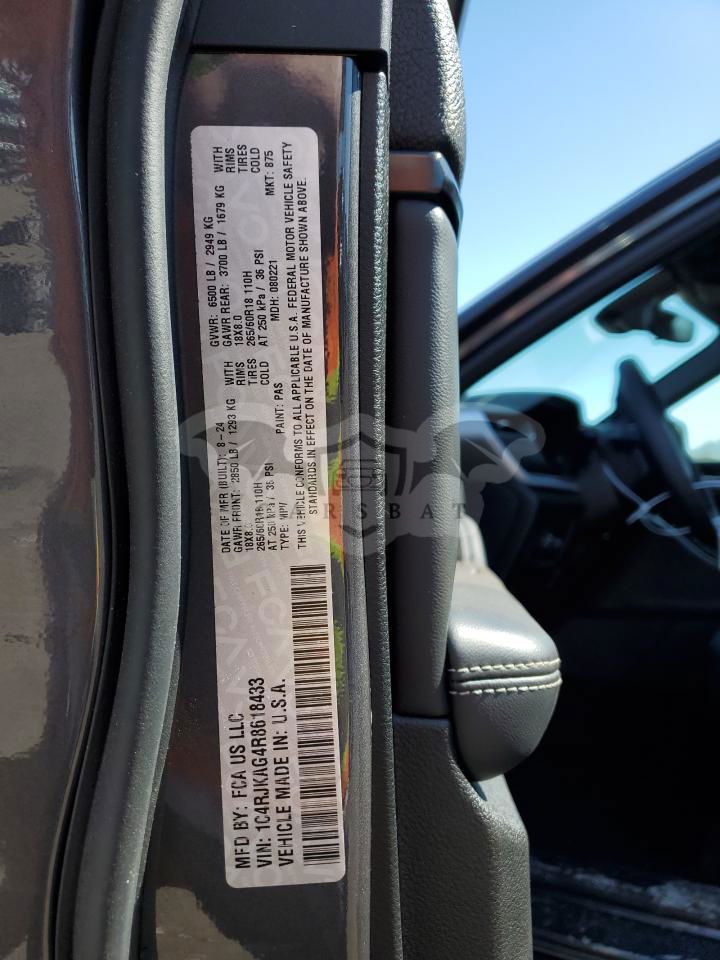 MFD BY: FCA US LLC
VIN: 1C4RJKAG4R8618433
VEHICLE MADE IN: U.S.A.
DATE OF MFR (BUILT): 8-24 GVWR: 6500 LB / 2949 KG
GAWR FRONT: 2850 LB / 1293 KG WITH GAWR REAR: 3700 LB / 1679 KG WITH
18X8.0 RIMS 18X8.0 RIMS
265/60R18 110H TIRES 265/60R18 110H TIRES
AT 250 kPa / 36 PSI COLD AT 250 kPa / 36 PSI COLD
TYPE: MPV PAINT: PAS MDH: 080221 MKT: 875
THIS VEHICLE CONFORMS TO ALL APPLICABLE U.S.A. FEDERAL MOTOR VEHICLE SAFETY
STANDARDS IN EFFECT ON THE DATE OF MANUFACTURE SHOWN ABOVE.